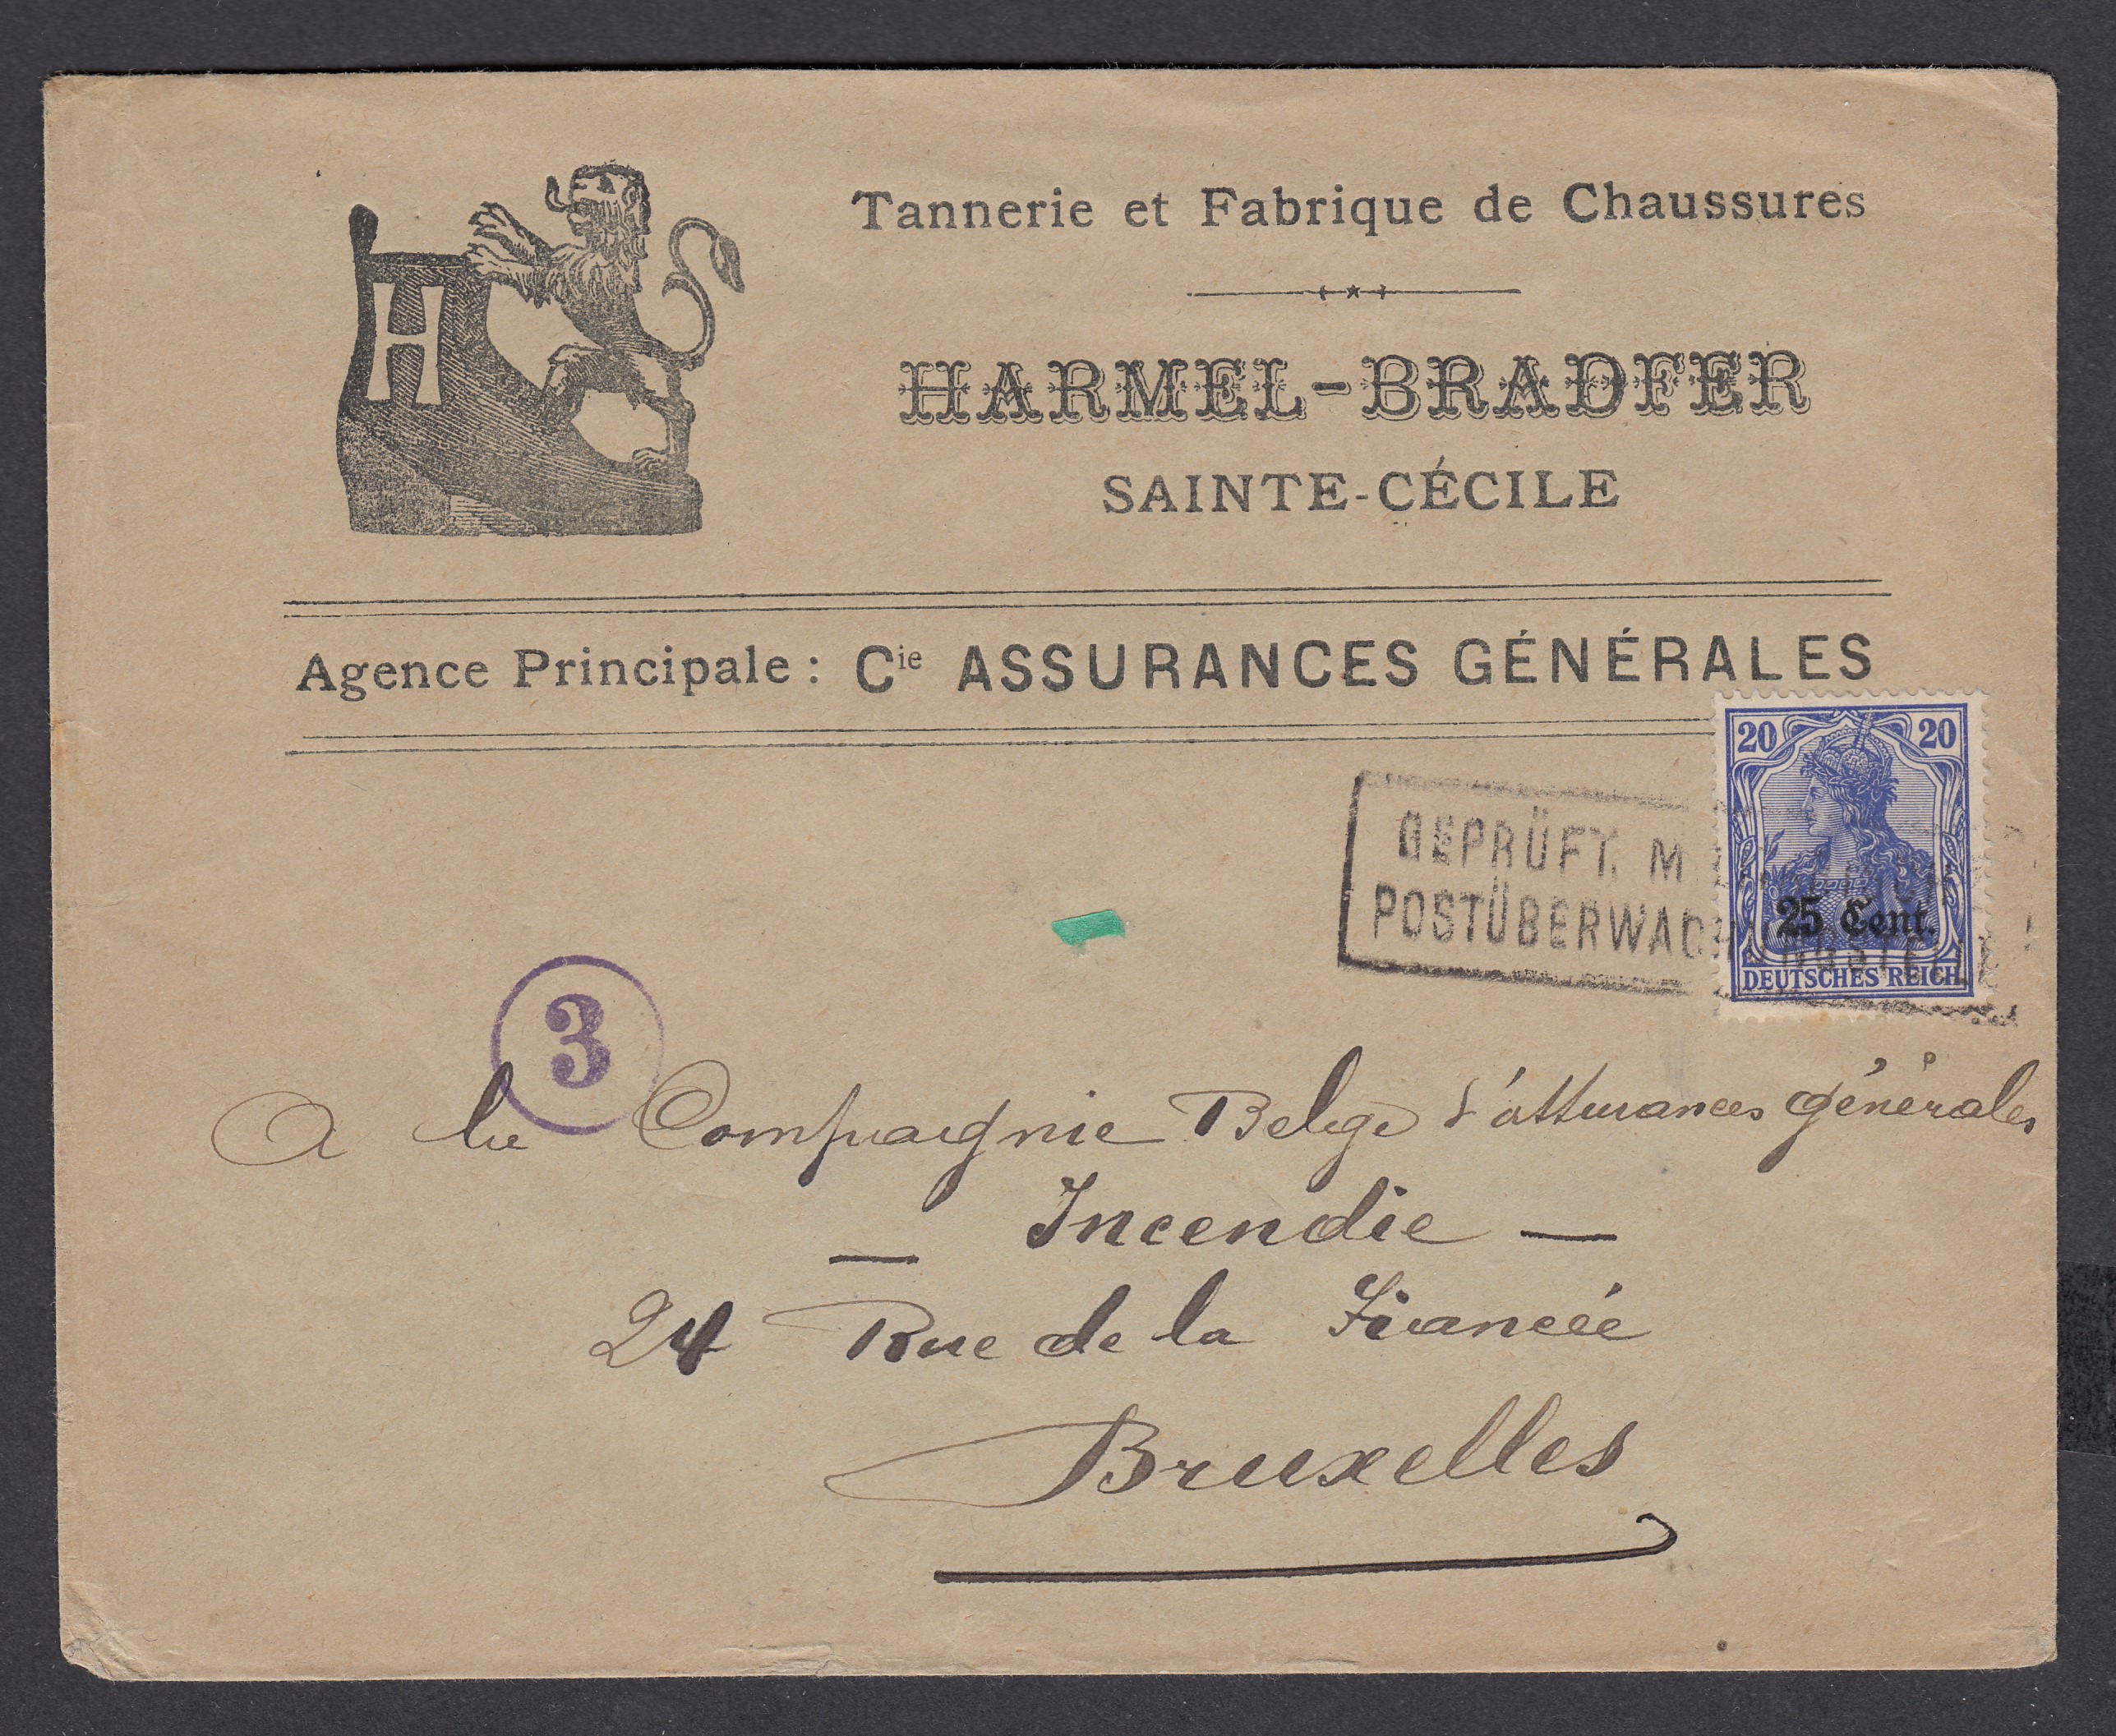 H
Tannerie et Fabrique de Chaussures
HARMEL-BRADFER
SAINTE-CÉCILE
Agence Principale : Cie ASSURANCES GÉNÉRALES
20 20
25 Cent.
DEUTSCHES REICH
GEPRÜFT. M
POSTÜBERWACHUNGSTELLE
3
A la Compagnie Belge d'assurances générales
— Incendie —
24 Rue de la Fiancée
Bruxelles